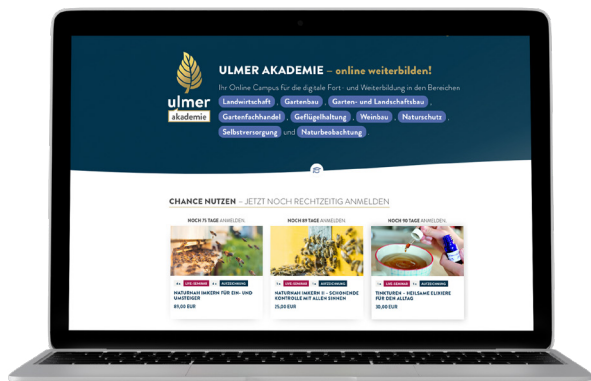 ulmer
akademie
ULMER AKADEMIE – online weiterbilden!
Ihr Online Campus für die digitale Fort- und Weiterbildung in den Bereichen
Landwirtschaft , Gartenbau , Garten- und Landschaftsbau ,
Gartenfachhandel , Geflügelhaltung , Weinbau , Naturschutz ,
Selbstversorgung und Naturbeobachtung .
CHANCE NUTZEN – JETZT NOCH RECHTZEITIG ANMELDEN
NOCH 75 TAGE ANMELDEN.
LIVE-SEMINAR AUFZEICHNUNG
NATURNAH IMKERN FÜR EIN- UND
UMSTEIGER
89,00 EUR
NOCH 89 TAGE ANMELDEN.
LIVE-SEMINAR AUFZEICHNUNG
NATURNAH IMKERN II – SCHONENDE
KONTROLLE MIT ALLEN SINNEN
25,00 EUR
NOCH 90 TAGE ANMELDEN.
LIVE-SEMINAR AUFZEICHNUNG
TINKTUREN – HEILSAME ELIXIERE
FÜR DEN ALLTAG
30,00 EUR